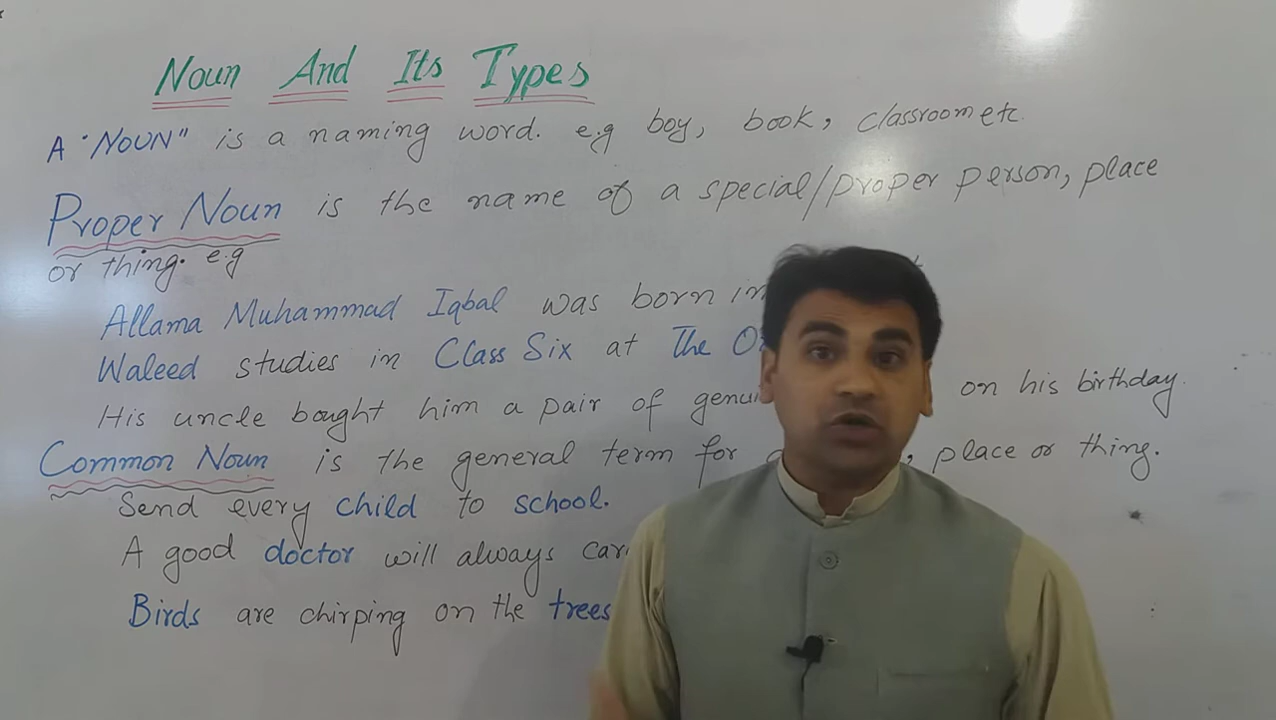 Noun And Its Types
A "NOUN" is a naming word. e.g boy, book, classroom etc.
Proper Noun is the name of a special/proper person, place
or thing. e.g
Allama Muhammad Iqbal was born in
Waleed studies in Class Six at The
His uncle bought him a pair of on his birthday.
Common Noun is the general term for , place or thing.
Send every child to school.
A good doctor will always
Birds are chirping on the trees